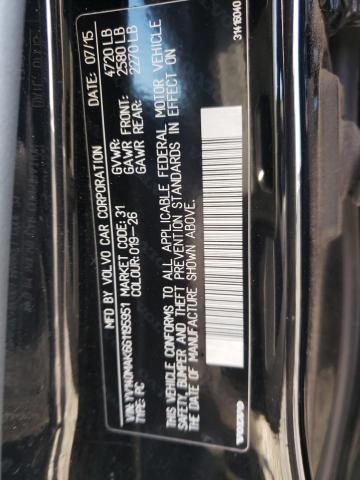 MFD BY: VOLVO CAR CORPORATION DATE: 07/15
GVWR: 4720 LB
GAWR FRONT: 2580 LB
GAWR REAR: 2270 LB
MARKET CODE: 31
COLOUR: 019-26
TYPE: FC
THIS VEHICLE CONFORMS TO ALL APPLICABLE FEDERAL MOTOR VEHICLE
SAFETY, BUMPER AND THEFT PREVENTION STANDARDS IN EFFECT ON
THE DATE OF MANUFACTURE SHOWN ABOVE.
VOLVO
31416040